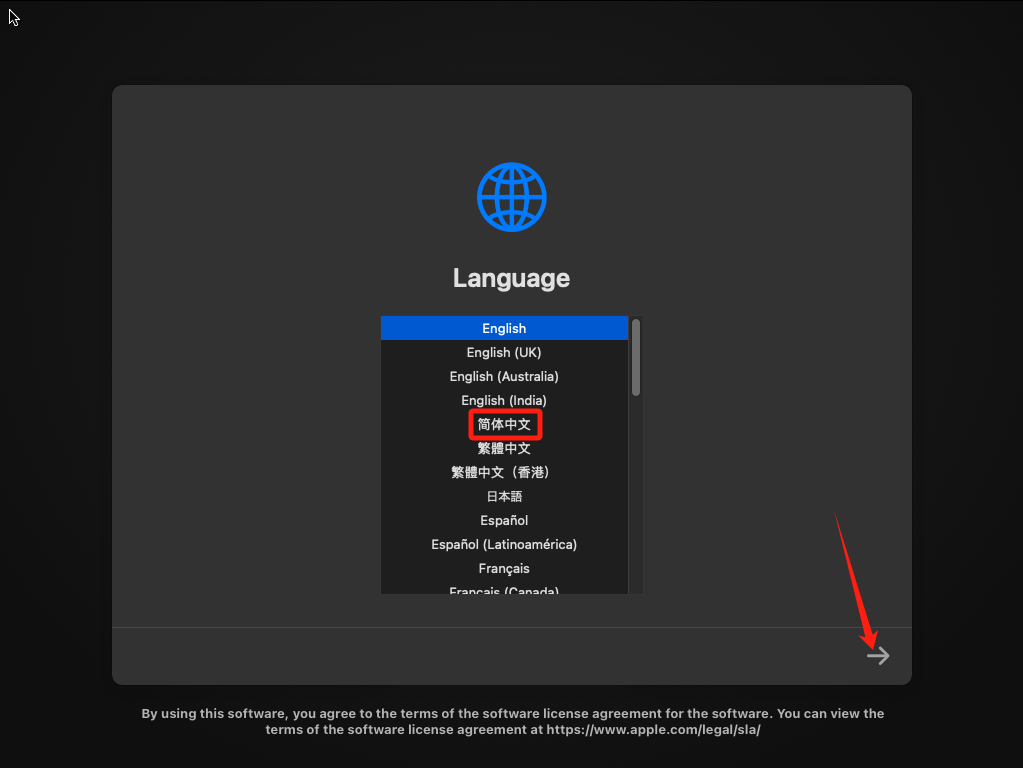 Language
English
English (UK)
English (Australia)
English (India)
简体中文
繁體中文
繁體中文（香港）
日本語
Español
Español (Latinoamérica)
Français
Français (Canada)
By using this software, you agree to the terms of the software license agreement for the software. You can view the
terms of the software license agreement at https://www.apple.com/legal/sla/